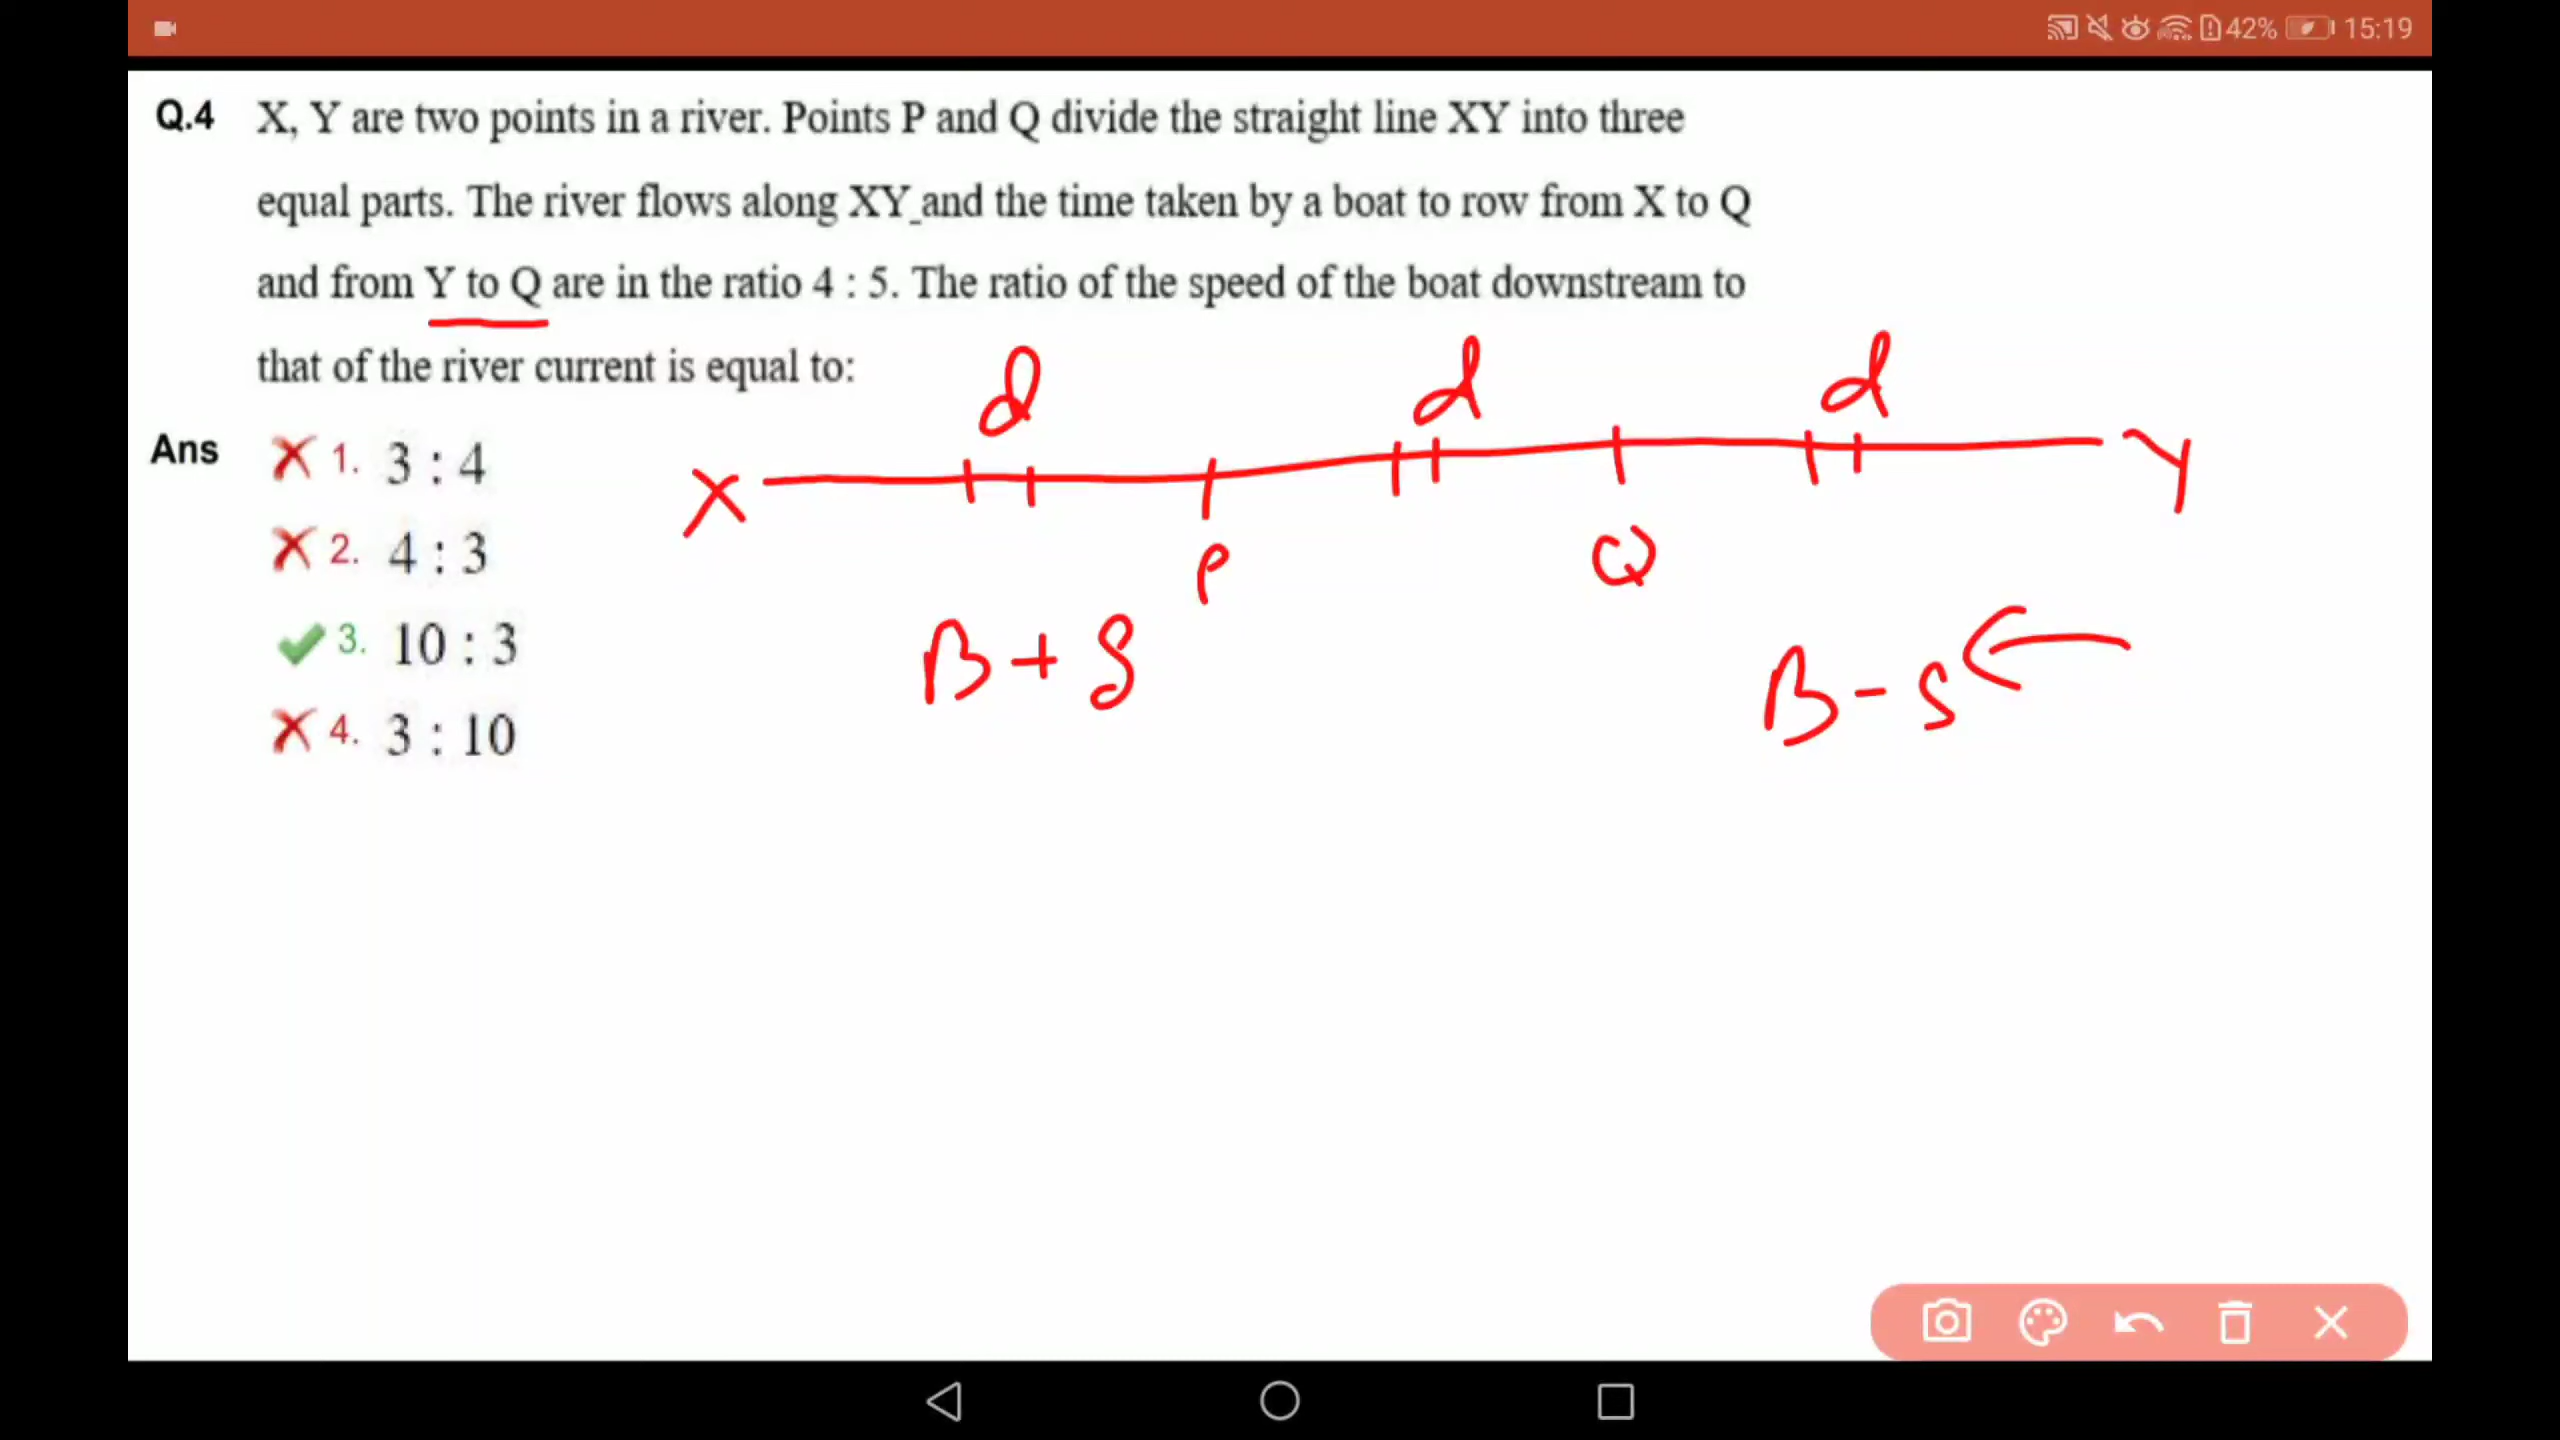 42% 15:19
Q.4 X, Y are two points in a river. Points P and Q divide the straight line XY into three
equal parts. The river flows along XY and the time taken by a boat to row from X to Q
and from Y to Q are in the ratio 4 : 5. The ratio of the speed of the boat downstream to
that of the river current is equal to:
d d d
Ans 1. 3 : 4
X Y
2. 4 : 3
P Q
3. 10 : 3
B + S B - S
4. 3 : 10